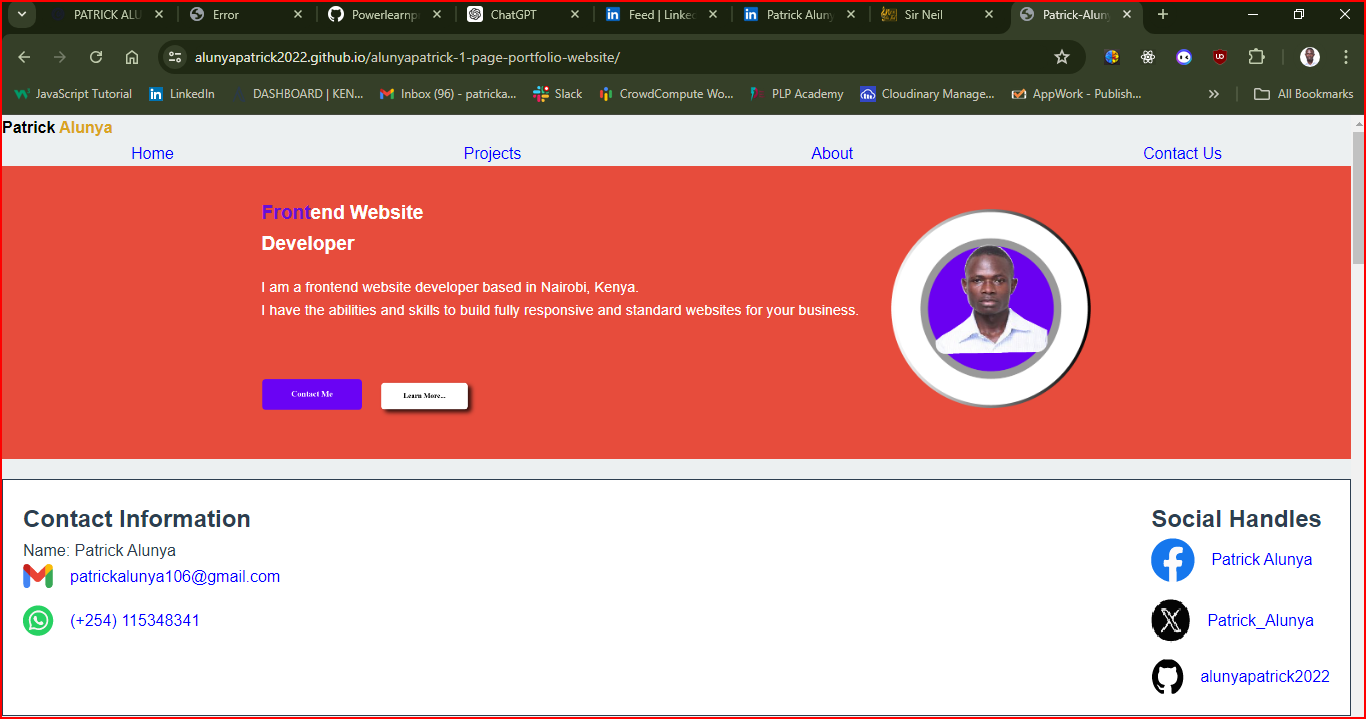 PATRICK ALU
Error
Powerlearnp
ChatGPT
Feed | Linked
Patrick Aluny
Sir Neil
Patrick-Aluny
alunyapatrick2022.github.io/alunyapatrick-1-page-portfolio-website/
JavaScript Tutorial
LinkedIn
DASHBOARD | KEN...
Inbox (96) - patricka...
Slack
CrowdCompute Wo...
PLP Academy
Cloudinary Manage...
AppWork - Publish...
All Bookmarks
Patrick Alunya
Home Projects About Contact Us
Frontend Website
Developer
I am a frontend website developer based in Nairobi, Kenya.
I have the abilities and skills to build fully responsive and standard websites for your business.
Contact Me
Learn More...
Contact Information
Name: Patrick Alunya
patrickalunya106@gmail.com
(+254) 115348341
Social Handles
Patrick Alunya
Patrick_Alunya
alunyapatrick2022